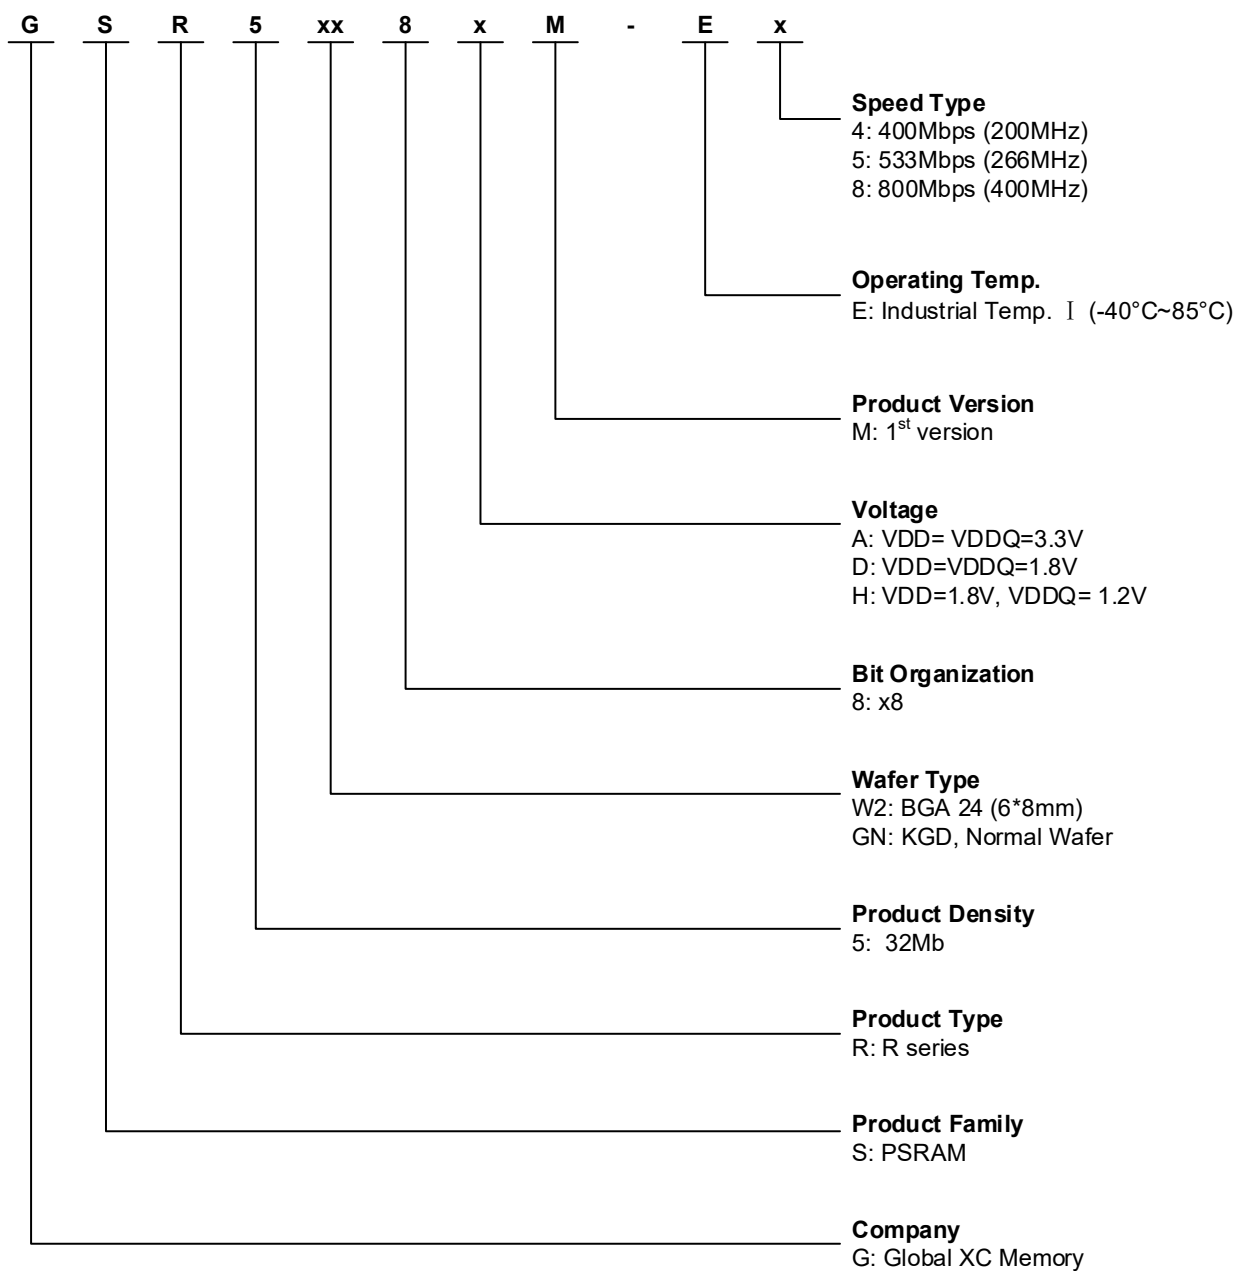 G S R 5 xx 8 x M - E x
Speed Type
4: 400Mbps (200MHz)
5: 533Mbps (266MHz)
8: 800Mbps (400MHz)
Operating Temp.
E: Industrial Temp. Ⅰ (-40°C~85°C)
Product Version
M: 1st version
Voltage
A: VDD= VDDQ=3.3V
D: VDD=VDDQ=1.8V
H: VDD=1.8V, VDDQ= 1.2V
Bit Organization
8: x8
Wafer Type
W2: BGA 24 (6*8mm)
GN: KGD, Normal Wafer
Product Density
5: 32Mb
Product Type
R: R series
Product Family
S: PSRAM
Company
G: Global XC Memory